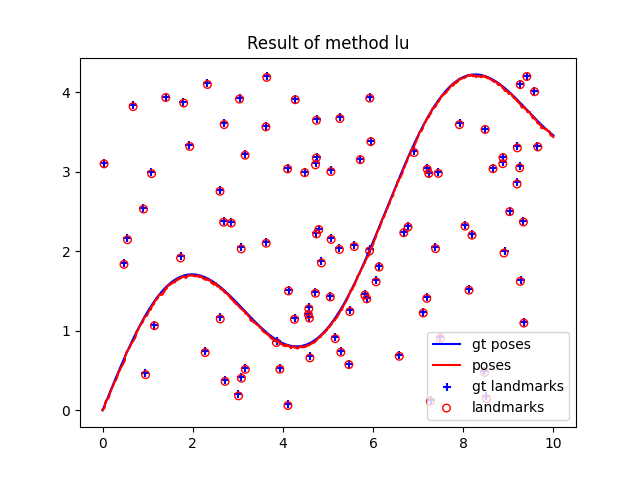 Result of method lu
4
3
2
1
0
0
2
4
6
8
10
gt poses
poses
gt landmarks
landmarks